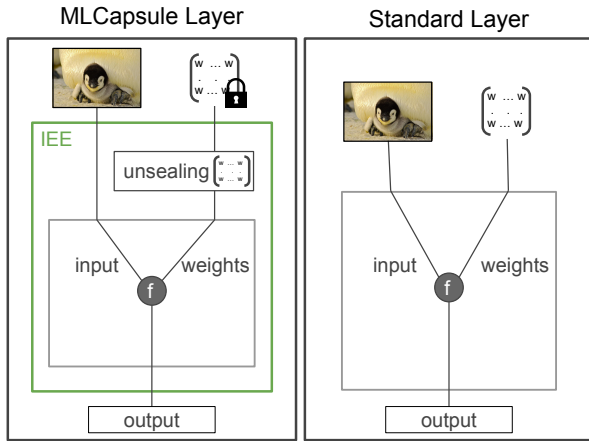 MLCapsule Layer
w ... w
. .
w ... w
IEE
unsealing
w ... w
. . .
w ... w
input
weights
f
output
Standard Layer
w ... w
. . .
w ... w
input
weights
f
output